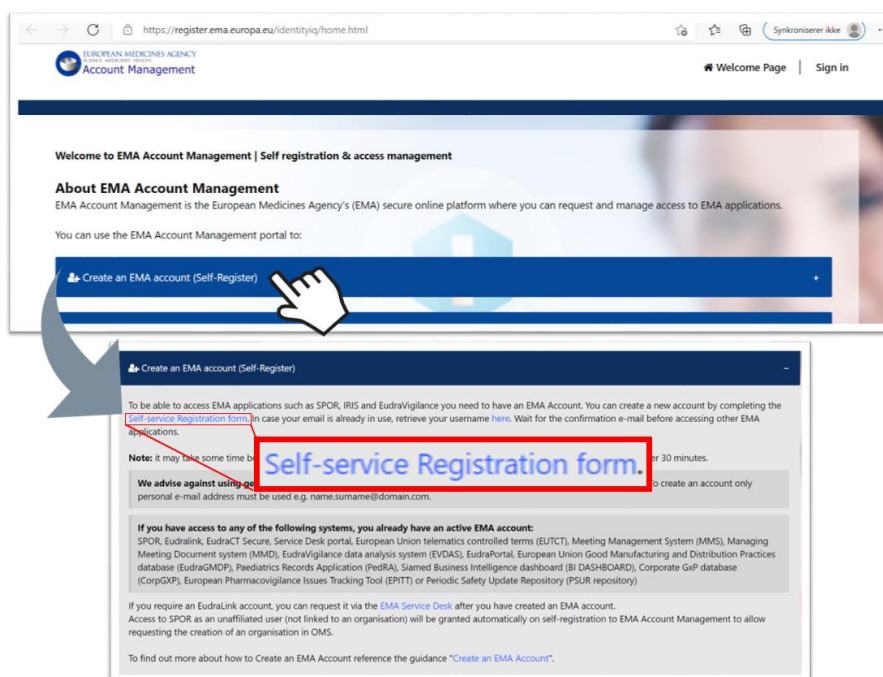 https://register.ema.europa.eu/identityiq/home.html
Synkroniserer ikke
EUROPEAN MEDICINES AGENCY
SCIENCE MEDICINES HEALTH
Account Management
Welcome Page | Sign in
Welcome to EMA Account Management | Self registration & access management
About EMA Account Management
EMA Account Management is the European Medicines Agency's (EMA) secure online platform where you can request and manage access to EMA applications.
You can use the EMA Account Management portal to:
Create an EMA account (Self-Register) +
Create an EMA account (Self-Register) -
To be able to access EMA applications such as SPOR, IRIS and EudraVigilance you need to have an EMA Account. You can create a new account by completing the
Self-service Registration form. In case your email is already in use, retrieve your username here. Wait for the confirmation e-mail before accessing other EMA
applications.
Self-service Registration form.
Note: it may take some time be
er 30 minutes.
We advise against using ge
o create an account only
personal e-mail address must be used e.g. name.surname@domain.com.
If you have access to any of the following systems, you already have an active EMA account:
SPOR, Eudralink, EudraCT Secure, Service Desk portal, European Union telematics controlled terms (EUTCT), Meeting Management System (MMS), Managing
Meeting Document system (MMD), EudraVigilance data analysis system (EVDAS), EudraPortal, European Union Good Manufacturing and Distribution Practices
database (EudraGMDP), Paediatrics Records Application (PedRA), Siamed Business Intelligence dashboard (BI DASHBOARD), Corporate GxP database
(CorpGXP), European Pharmacovigilance Issues Tracking Tool (EPITT) or Periodic Safety Update Repository (PSUR repository)
If you require an EudraLink account, you can request it via the EMA Service Desk after you have created an EMA account.
Access to SPOR as an unaffiliated user (not linked to an organisation) will be granted automatically on self-registration to EMA Account Management to allow
requesting the creation of an organisation in OMS.
To find out more about how to Create an EMA Account reference the guidance "Create an EMA Account".